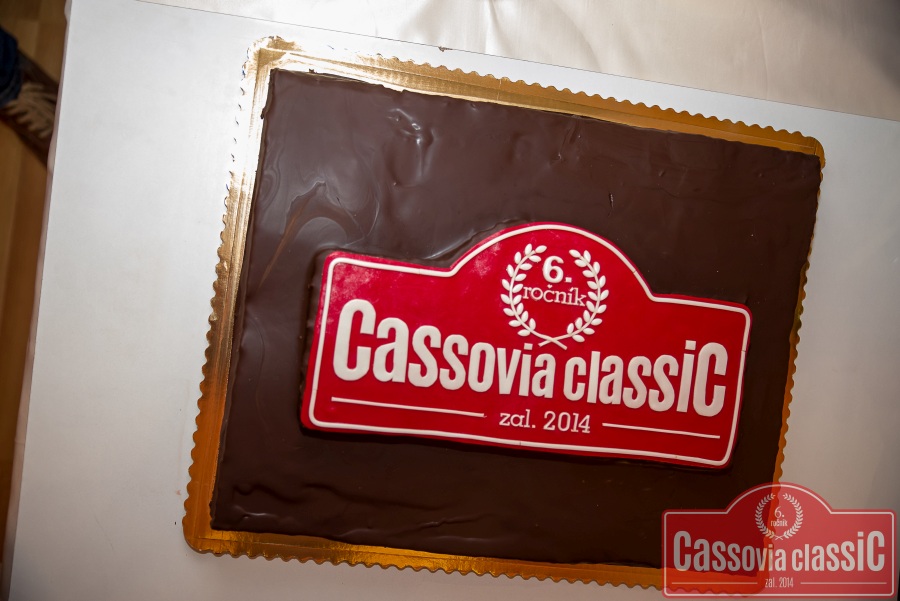 6.
ročník
Cassovia classic
zal. 2014
6.
ročník
Cassovia classic
zal. 2014